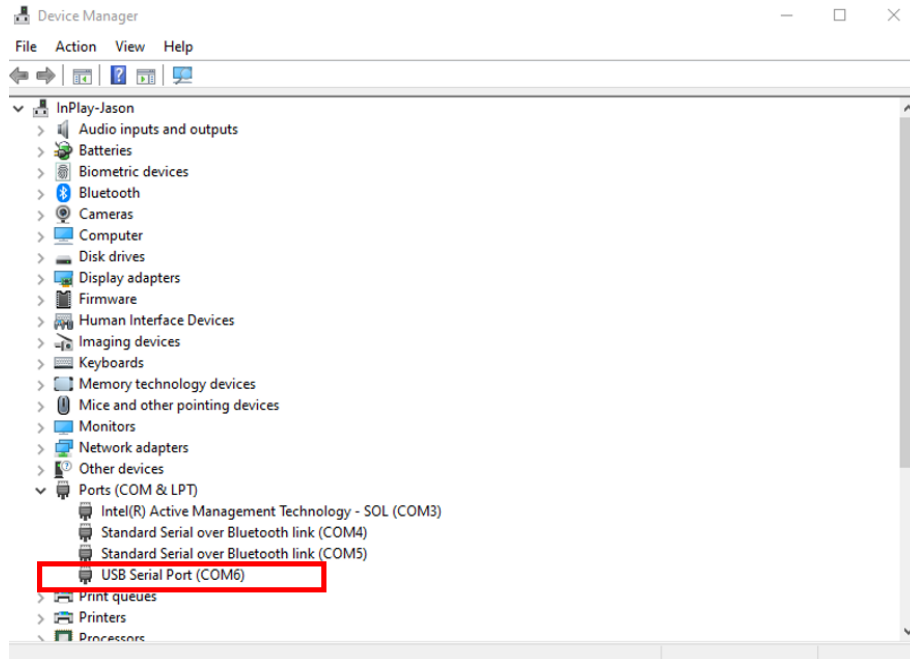 Device Manager
File Action View Help
InPlay-Jason
Audio inputs and outputs
Batteries
Biometric devices
Bluetooth
Cameras
Computer
Disk drives
Display adapters
Firmware
Human Interface Devices
Imaging devices
Keyboards
Memory technology devices
Mice and other pointing devices
Monitors
Network adapters
Other devices
Ports (COM & LPT)
Intel(R) Active Management Technology - SOL (COM3)
Standard Serial over Bluetooth link (COM4)
Standard Serial over Bluetooth link (COM5)
USB Serial Port (COM6)
Print queues
Printers
Processors